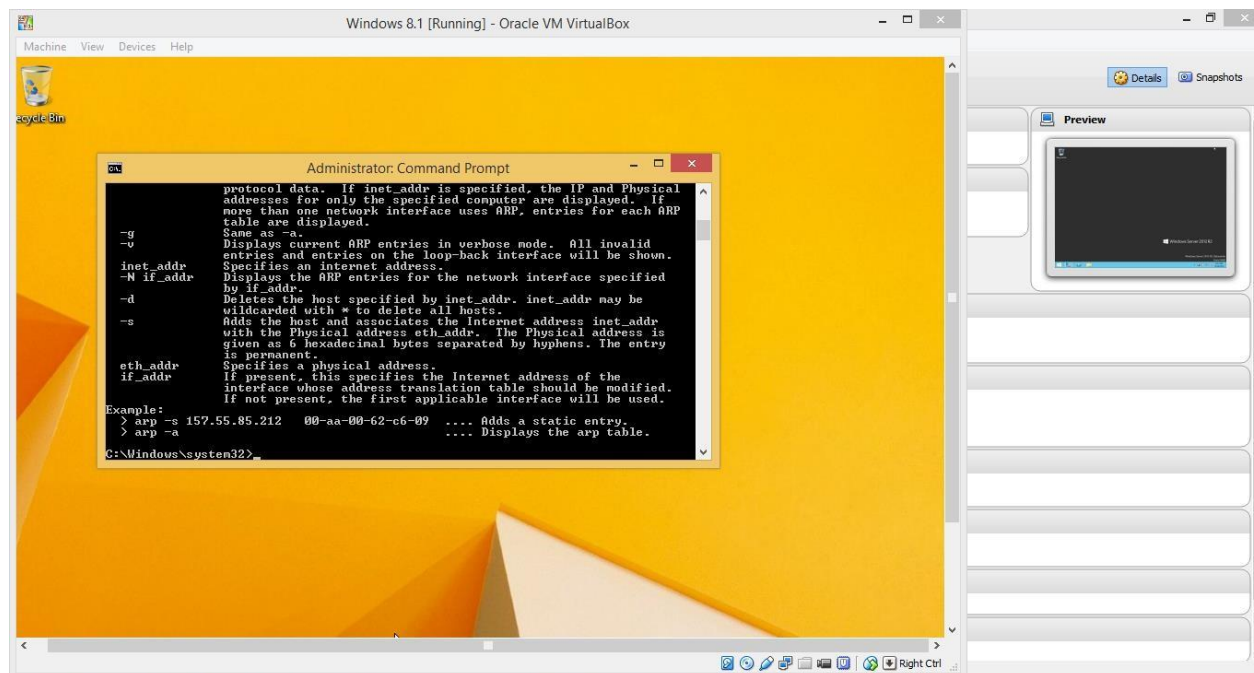 Windows 8.1 [Running] - Oracle VM VirtualBox
Machine View Devices Help
Details Snapshots
Preview
ecycle Bin
Administrator: Command Prompt
protocol data. If inet_addr is specified, the IP and Physical
addresses for only the specified computer are displayed. If
more than one network interface uses ARP, entries for each ARP
table are displayed.
-g Same as -a.
-v Displays current ARP entries in verbose mode. All invalid
entries and entries on the loop-back interface will be shown.
inet_addr Specifies an internet address.
-N if_addr Displays the ARP entries for the network interface specified
by if_addr.
-d Deletes the host specified by inet_addr. inet_addr may be
wildcarded with * to delete all hosts.
-s Adds the host and associates the Internet address inet_addr
with the Physical address eth_addr. The Physical address is
given as 6 hexadecimal bytes separated by hyphens. The entry
is permanent.
eth_addr Specifies a physical address.
if_addr If present, this specifies the Internet address of the
interface whose address translation table should be modified.
If not present, the first applicable interface will be used.
Example:
> arp -s 157.55.85.212 00-aa-00-62-c6-09 .... Adds a static entry.
> arp -a .... Displays the arp table.
C:\Windows\system32>_
Windows Server 2012 R2
Right Ctrl